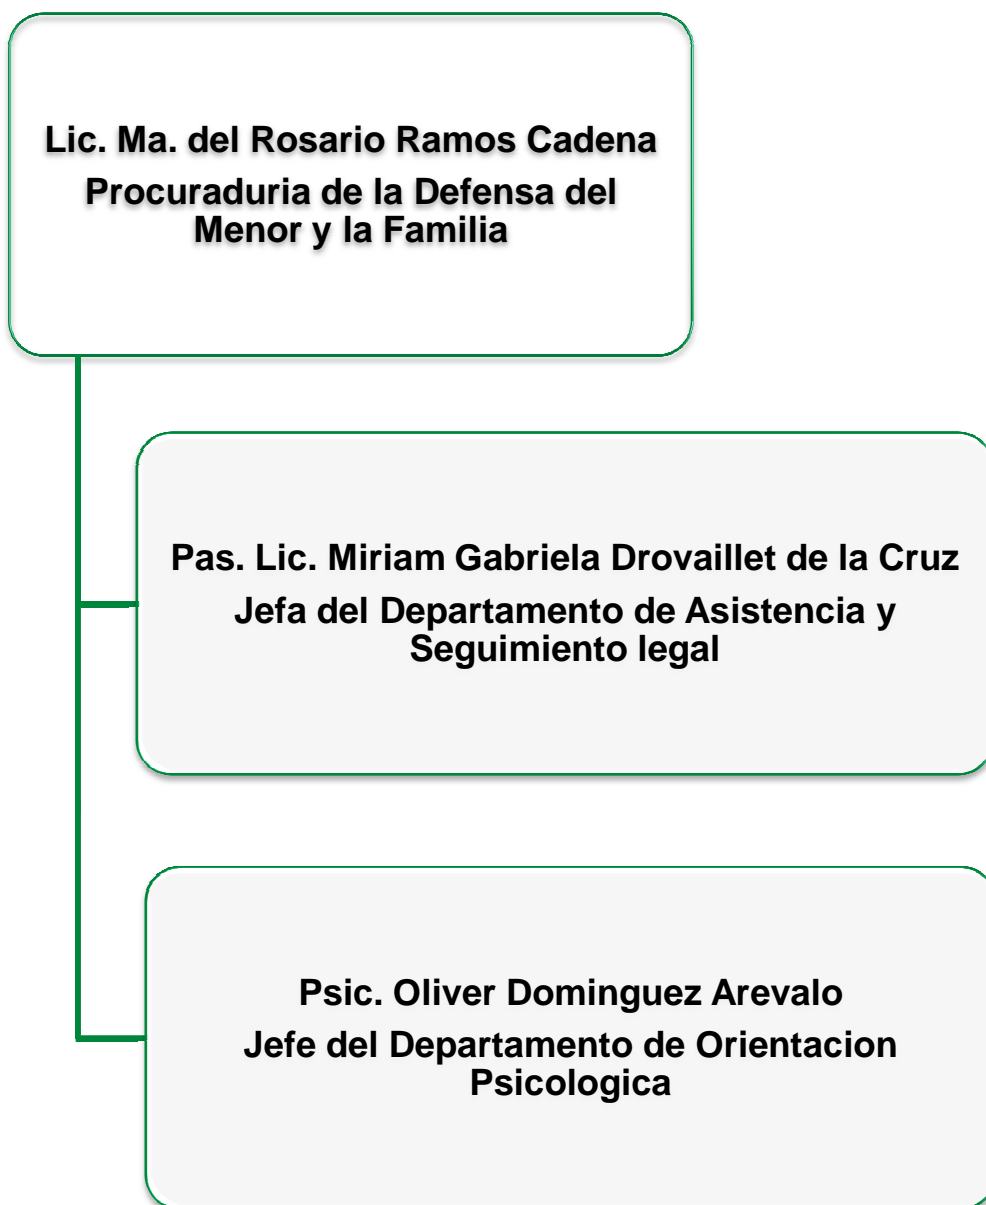 Lic. Ma. del Rosario Ramos Cadena
Procuraduria de la Defensa del
Menor y la Familia
Pas. Lic. Miriam Gabriela Drovaillet de la Cruz
Jefa del Departamento de Asistencia y
Seguimiento legal
Psic. Oliver Dominguez Arevalo
Jefe del Departamento de Orientacion
Psicologica